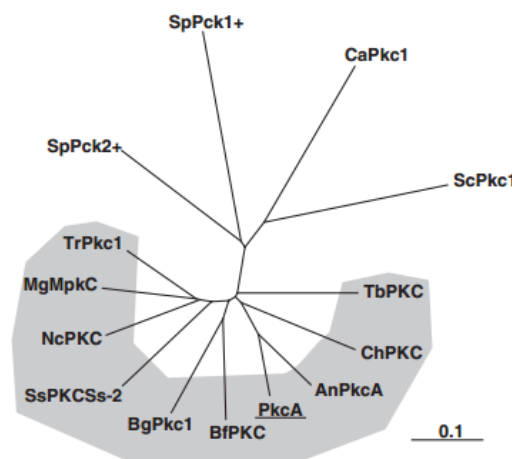 SpPck1+
CaPkc1
SpPck2+
ScPkc1
TrPkc1
MgMpkC
TbPKC
NcPKC
ChPKC
SsPKCSs-2
AnPkcA
PkcA
BgPkc1
BfPKC
0.1